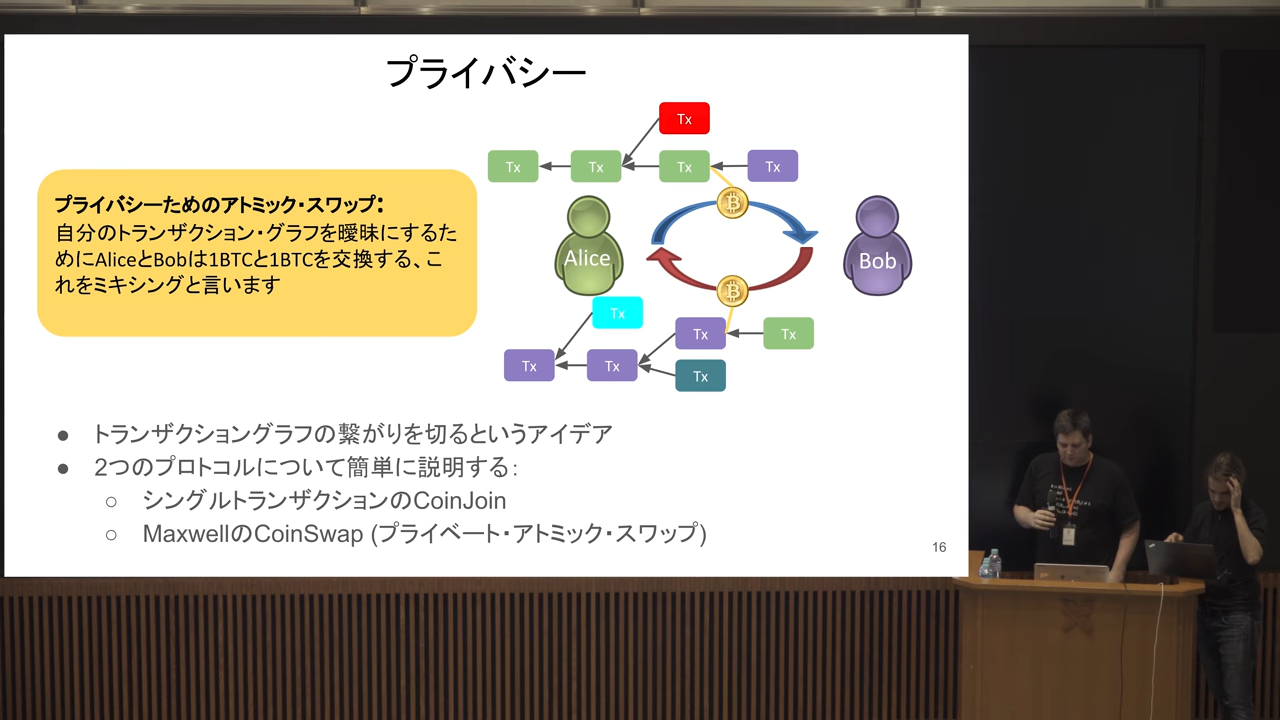 プライバシー
Tx
Tx
Tx
Tx
Tx
プライバシーためのアトミック・スワップ:
自分のトランザクション・グラフを曖昧にするた
めにAliceとBobは1BTCと1BTCを交換する、こ
れをミキシングと言います
Alice
Bob
Tx
Tx
Tx
Tx
Tx
Tx
● トランザクショングラフの繋がりを切るというアイデア
● 2つのプロトコルについて簡単に説明する:
○ シングルトランザクションのCoinJoin
○ MaxwellのCoinSwap (プライベート・アトミック・スワップ)
16